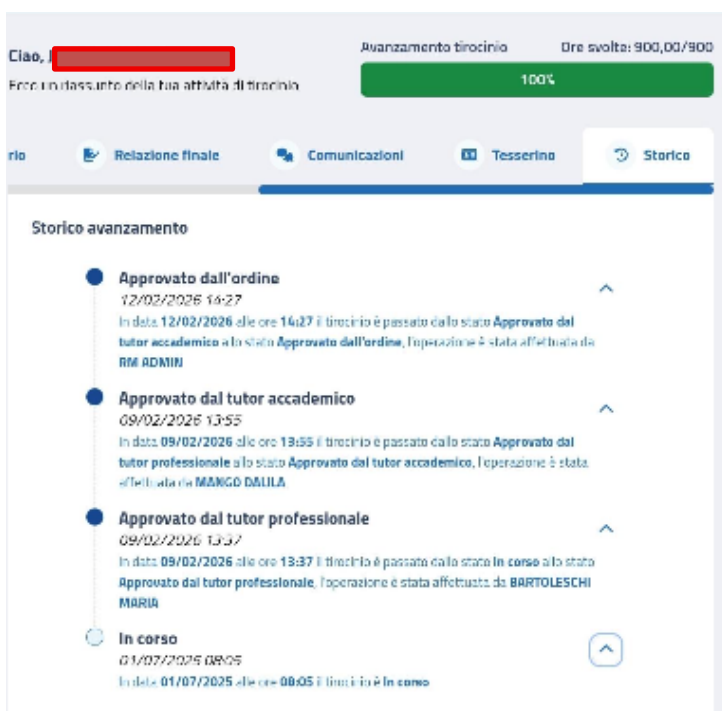 Ciao,
Avanzamento tirocinio
Ore svolte: 900,00/900
Ecco un riassunto della tua attività di tirocinio
100%
rio
Relazione finale
Comunicazioni
Tesserino
Storico
Storico avanzamento
Approvato dall'ordine
12/02/2026 14:27
In data 12/02/2026 alle ore 14:27 il tirocinio è passato dallo stato Approvato dal
tutor accademico allo stato Approvato dall'ordine, l'operazione è stata affettuata da
RM ADMIN
Approvato dal tutor accademico
09/02/2026 13:55
In data 09/02/2026 alle ore 13:55 il tirocinio è passato dallo stato Approvato dal
tutor professionale allo stato Approvato dal tutor accademico, l'operazione è stata
affettuata da MANGO DALILA
Approvato dal tutor professionale
09/02/2026 13:37
In data 09/02/2026 alle ore 13:37 il tirocinio è passato dallo stato In corso allo stato
Approvato dal tutor professionale, l'operazione è stata affettuata da BARTOLESCHI
MARIA
In corso
01/07/2025 08:05
In data 01/07/2025 alle ore 08:05 il tirocinio è In corso